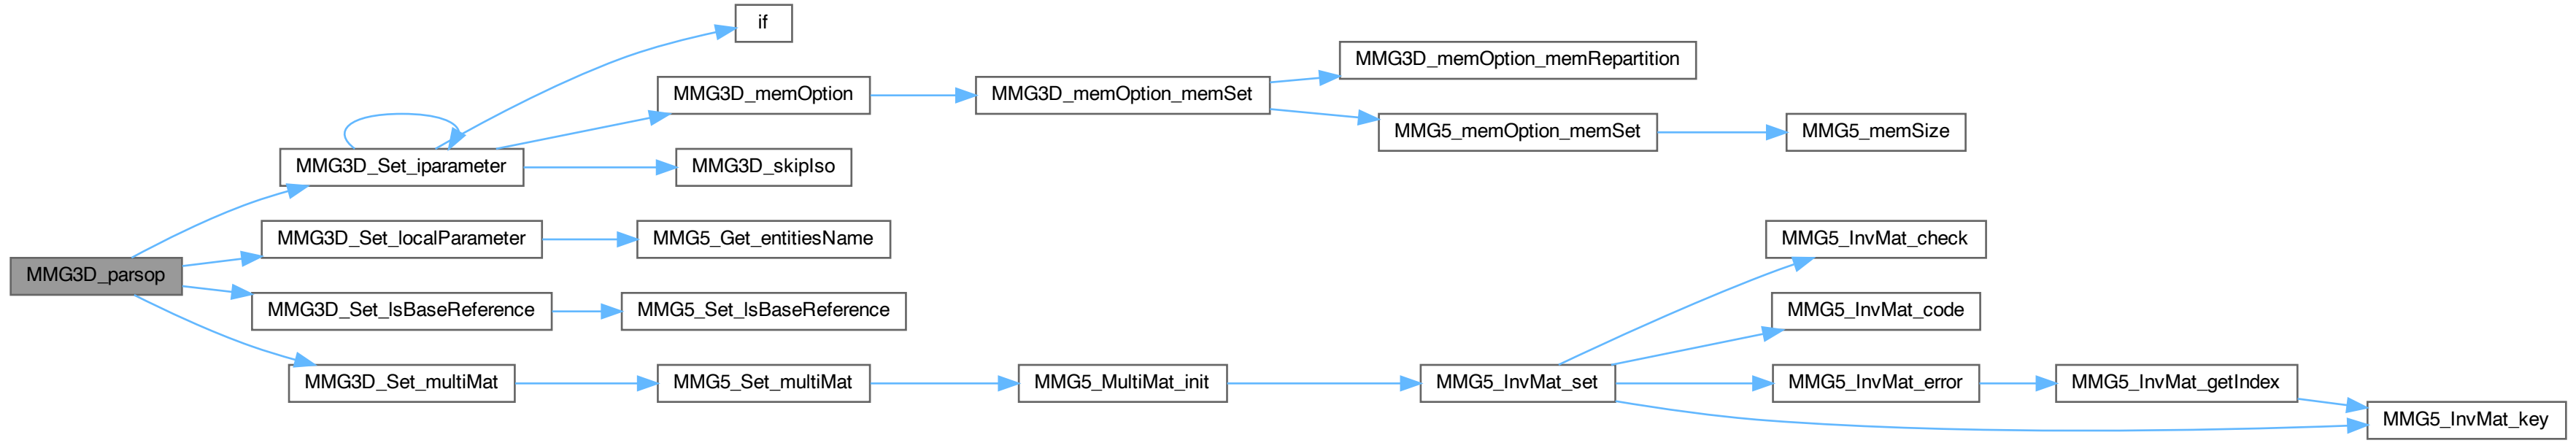 if
MMG3D_memOption_memRepartition
MMG3D_memOption
MMG3D_memOption_memSet
MMG5_memOption_memSet
MMG5_memSize
MMG3D_Set_iparameter
MMG3D_skipIso
MMG3D_Set_localParameter
MMG5_Get_entitiesName
MMG5_InvMat_check
MMG3D_parsop
MMG3D_Set_lsBaseReference
MMG5_Set_lsBaseReference
MMG5_InvMat_code
MMG3D_Set_multiMat
MMG5_Set_multiMat
MMG5_MultiMat_init
MMG5_InvMat_set
MMG5_InvMat_error
MMG5_InvMat_getIndex
MMG5_InvMat_key